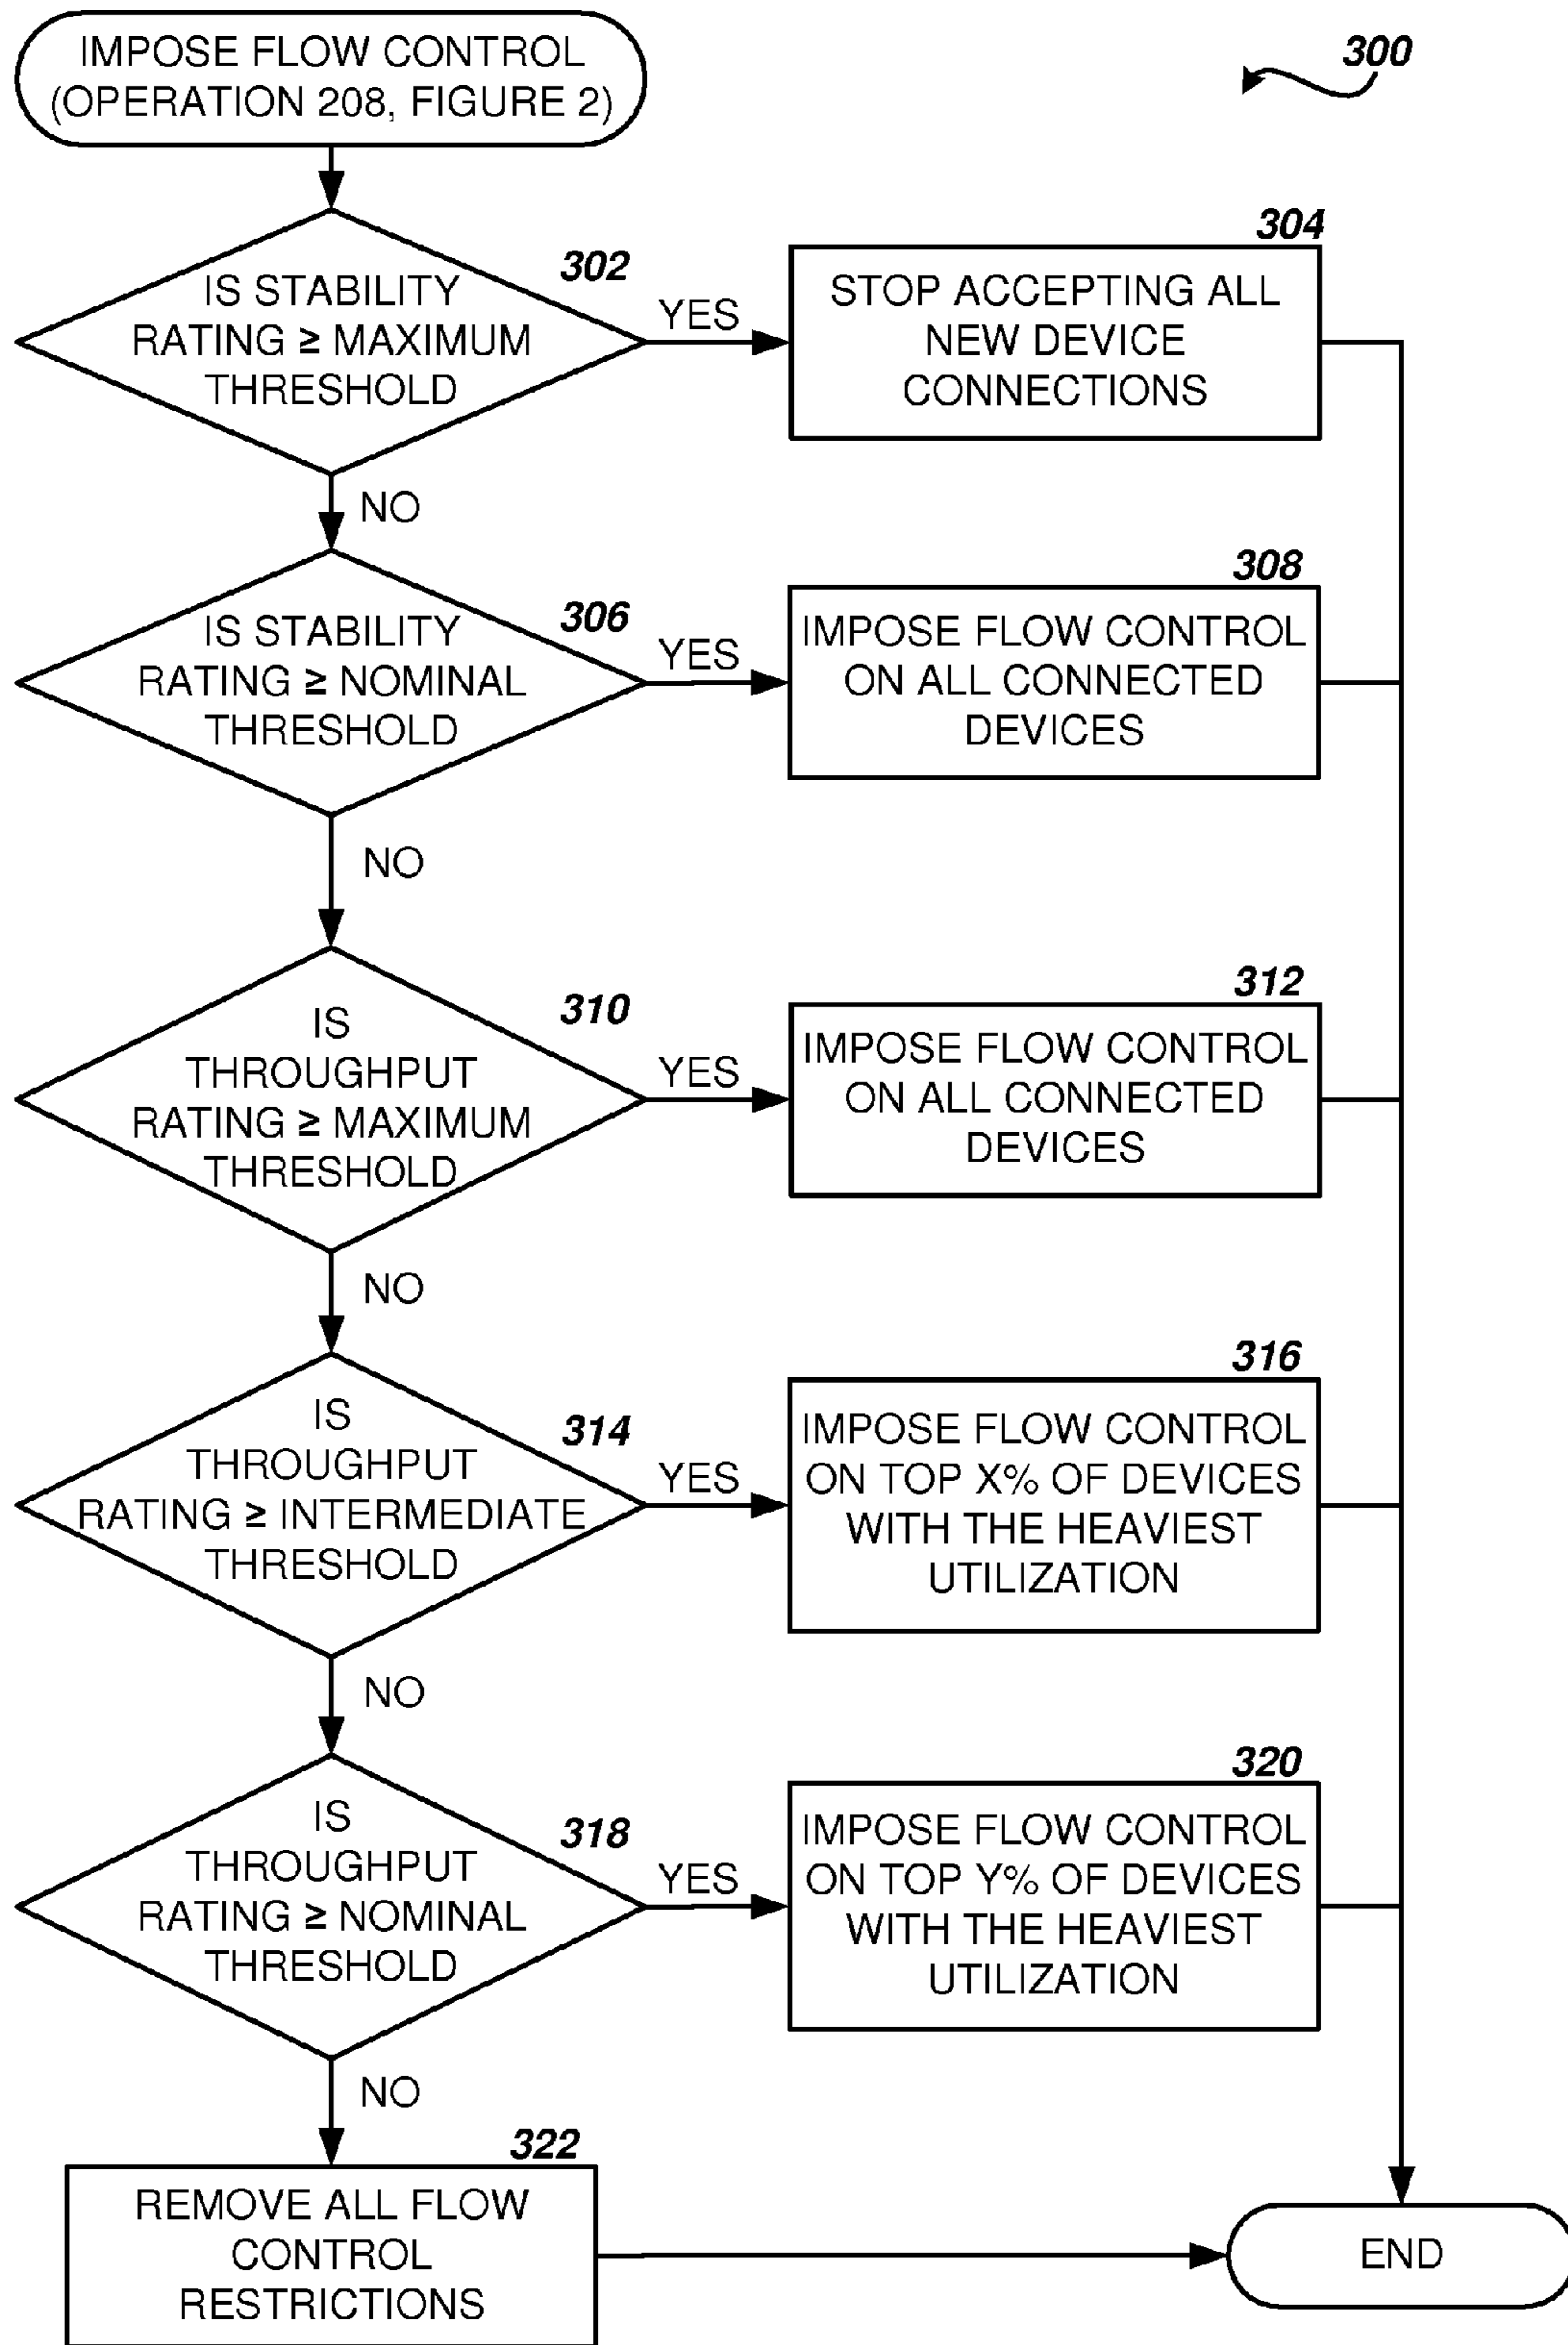 IMPOSE FLOW CONTROL
(OPERATION 208, FIGURE 2)
300
302
IS STABILITY
RATING ≥ MAXIMUM
THRESHOLD
YES
304
STOP ACCEPTING ALL
NEW DEVICE
CONNECTIONS
NO
306
IS STABILITY
RATING ≥ NOMINAL
THRESHOLD
YES
308
IMPOSE FLOW CONTROL
ON ALL CONNECTED
DEVICES
NO
310
IS
THROUGHPUT
RATING ≥ MAXIMUM
THRESHOLD
YES
312
IMPOSE FLOW CONTROL
ON ALL CONNECTED
DEVICES
NO
314
IS
THROUGHPUT
RATING ≥ INTERMEDIATE
THRESHOLD
YES
316
IMPOSE FLOW CONTROL
ON TOP X% OF DEVICES
WITH THE HEAVIEST
UTILIZATION
NO
318
IS
THROUGHPUT
RATING ≥ NOMINAL
THRESHOLD
YES
320
IMPOSE FLOW CONTROL
ON TOP Y% OF DEVICES
WITH THE HEAVIEST
UTILIZATION
NO
322
REMOVE ALL FLOW
CONTROL
RESTRICTIONS
END